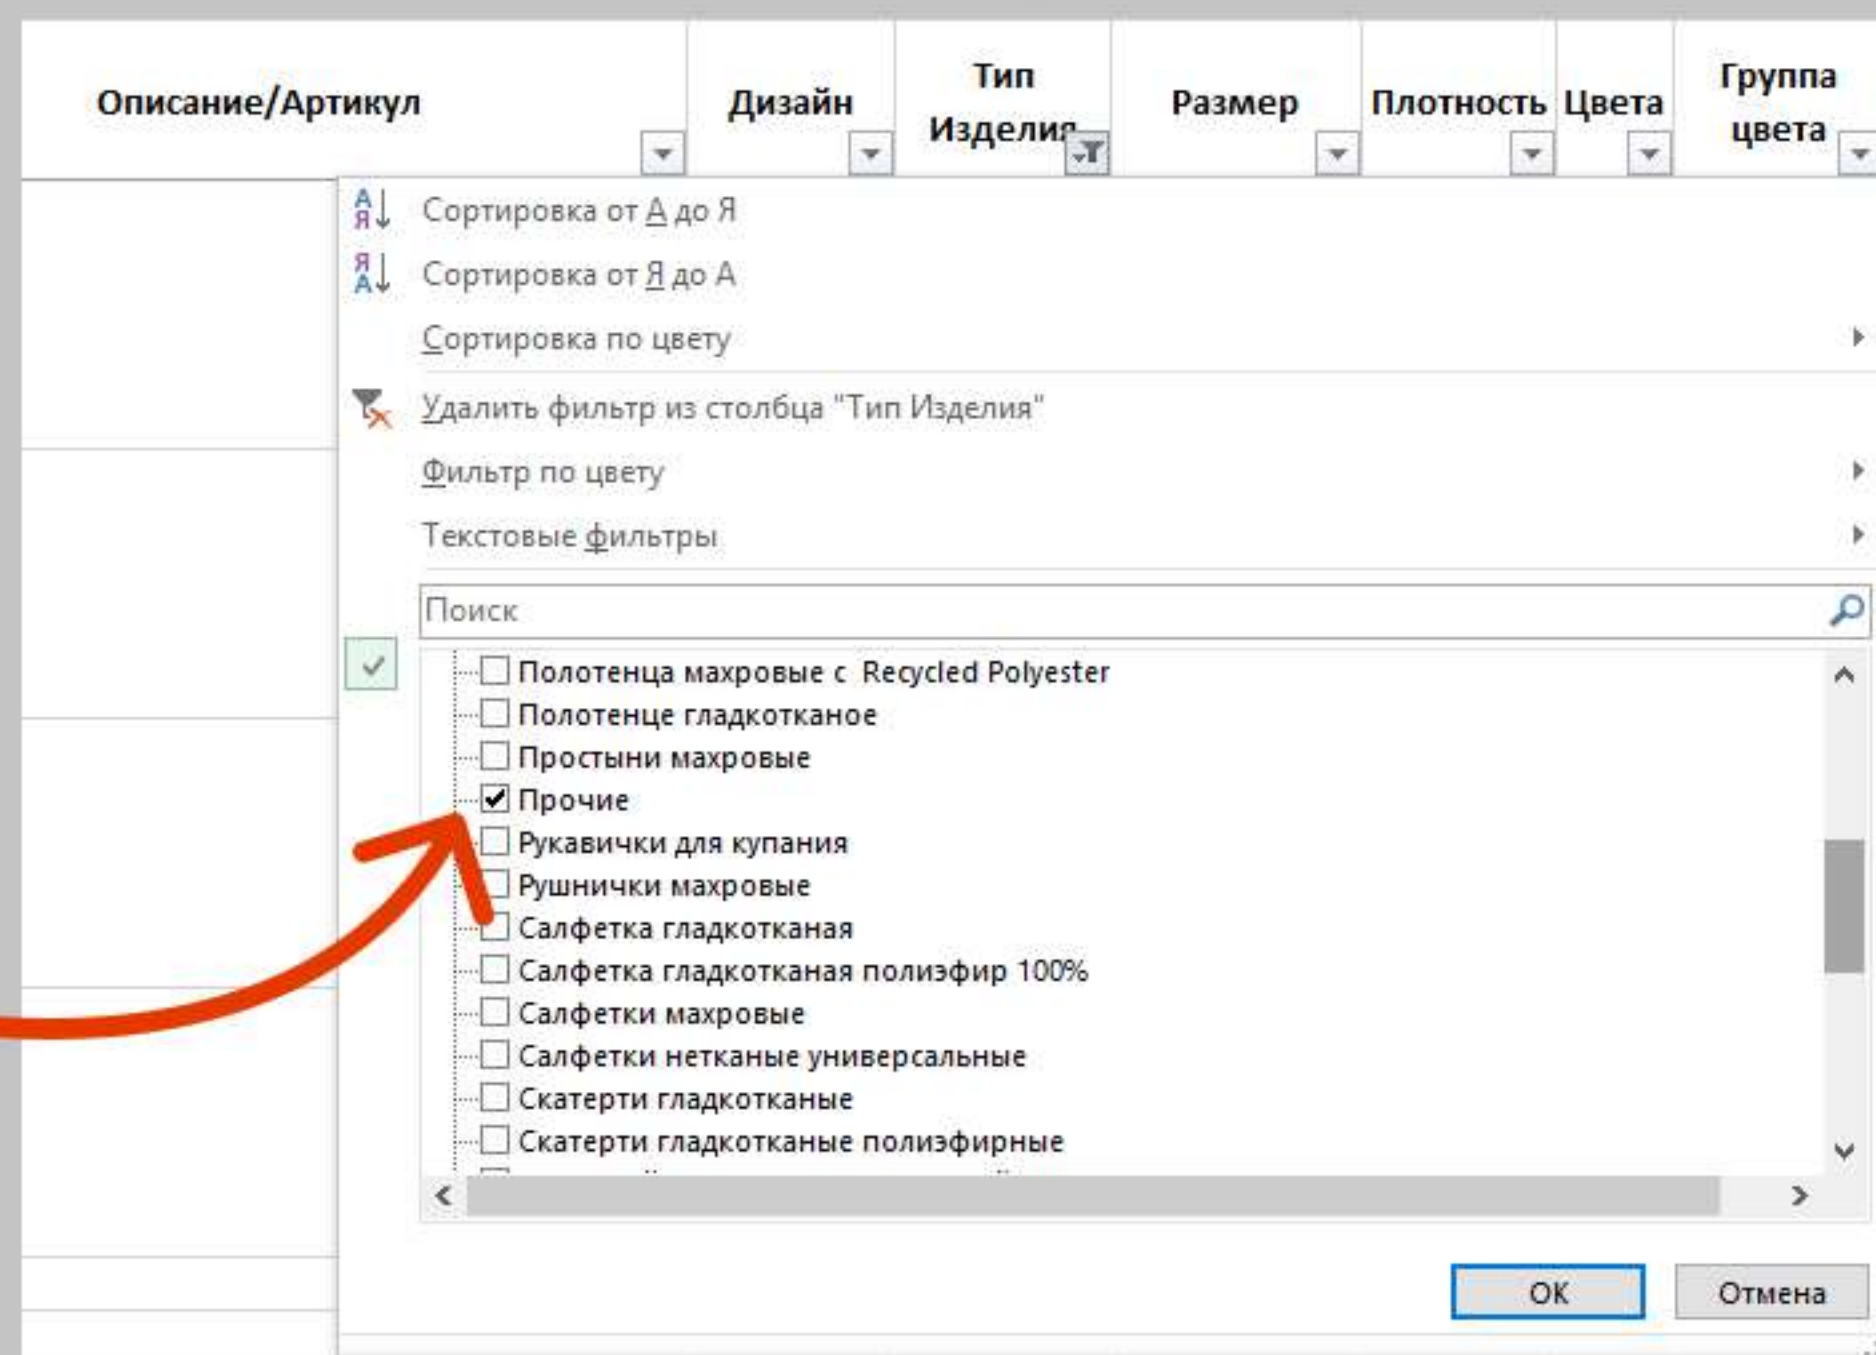 Описание/Артикул
Дизайн
Тип
Изделия
Размер
Плотность
Цвета
Группа
цвета
Сортировка от А до Я
Сортировка от Я до А
Сортировка по цвету
Удалить фильтр из столбца "Тип Изделия"
Фильтр по цвету
Текстовые фильтры
Поиск
Полотенца махровые с  Recycled Polyester
Полотенце гладкотканое
Простыни махровые
Прочие
Рукавички для купания
Рушнички махровые
Салфетка гладкотканая
Салфетка гладкотканая полиэфир 100%
Салфетки махровые
Салфетки нетканые универсальные
Скатерти гладкотканые
Скатерти гладкотканые полиэфирные
ОК
Отмена